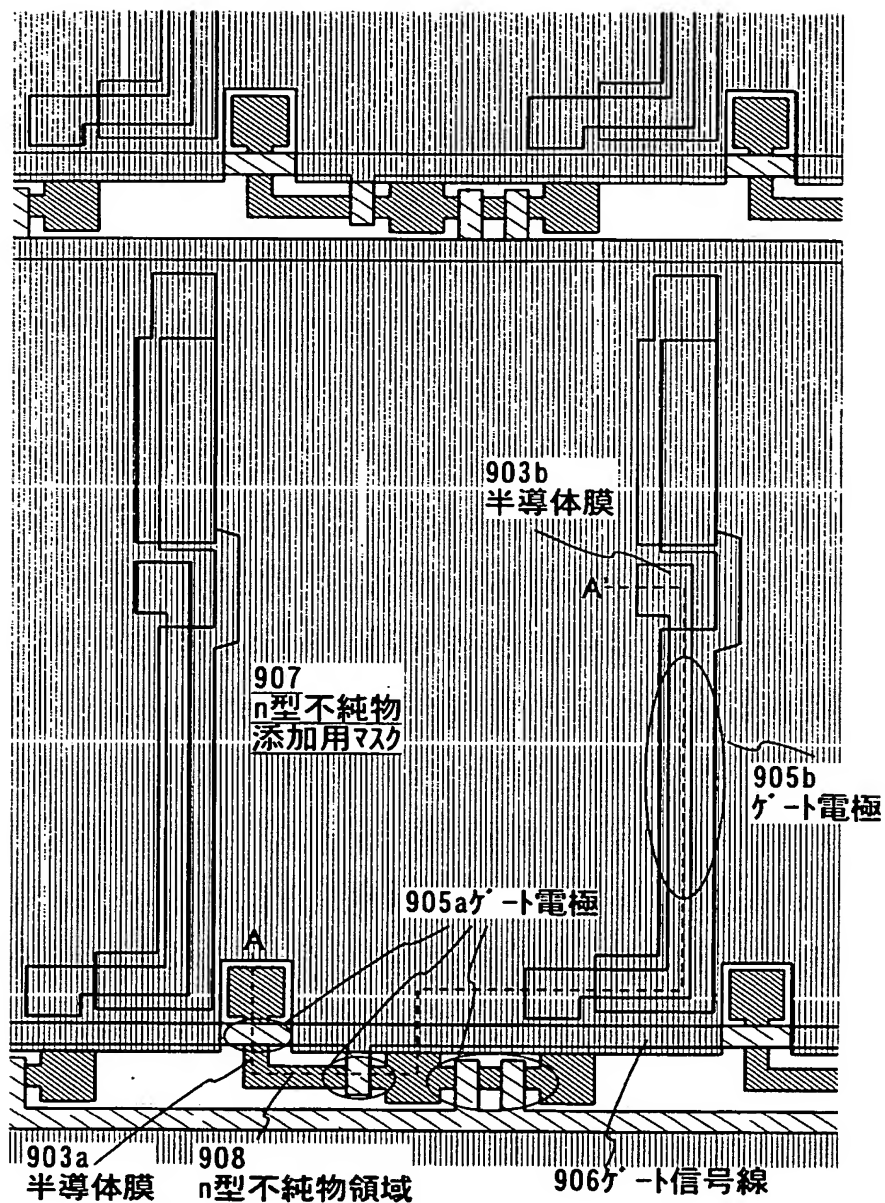 903b
半導体膜
A'
907
n型不純物
添加用マスク
905b
ゲート電極
905aゲート電極
A
903a
半導体膜
908
n型不純物領域
906ゲート信号線